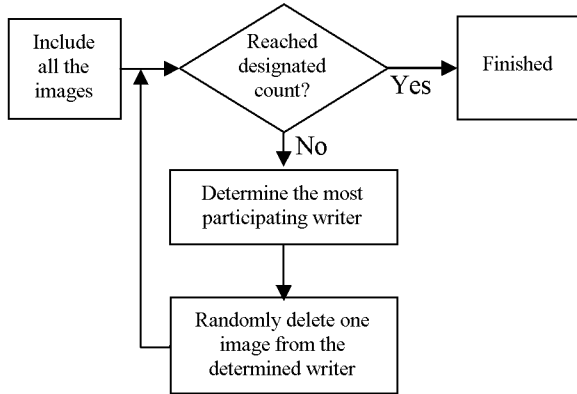 Include
all the
images
Reached
designated
count?
Yes
Finished
No
Determine the most
participating writer
Randomly delete one
image from the
determined writer